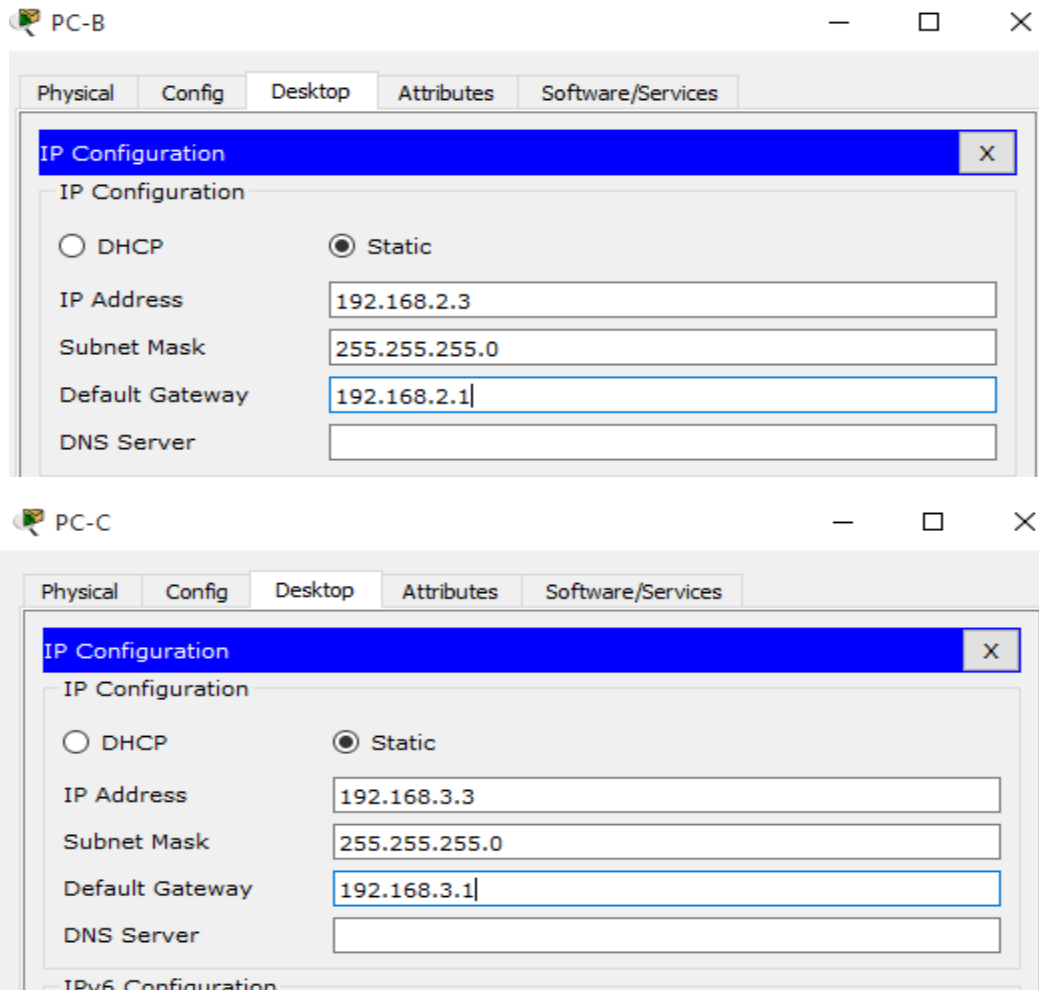 PC-B
Physical Config Desktop Attributes Software/Services
IP Configuration X
IP Configuration
DHCP Static
IP Address 192.168.2.3
Subnet Mask 255.255.255.0
Default Gateway 192.168.2.1
DNS Server
PC-C
Physical Config Desktop Attributes Software/Services
IP Configuration X
IP Configuration
DHCP Static
IP Address 192.168.3.3
Subnet Mask 255.255.255.0
Default Gateway 192.168.3.1
DNS Server
IPv6 Configuration